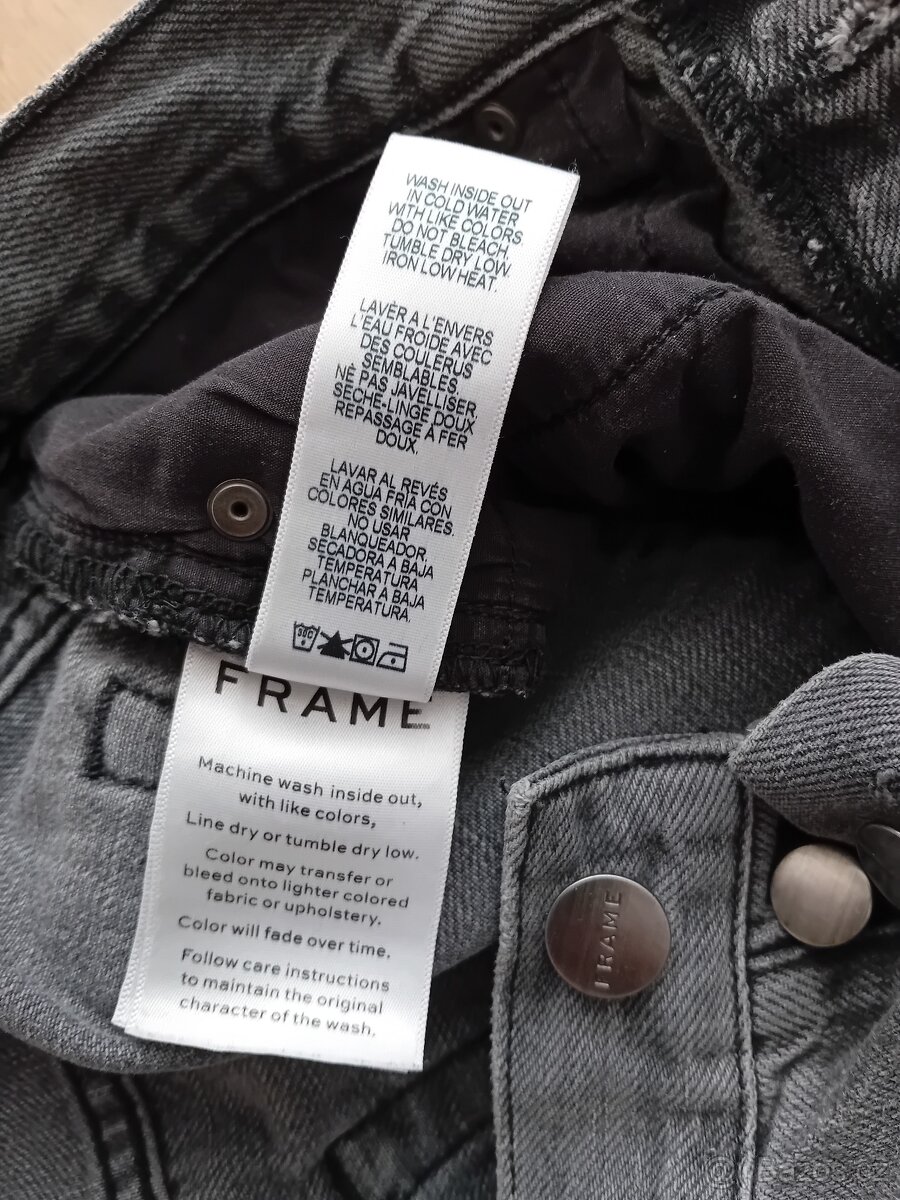 WASH INSIDE OUT
IN COLD WATER
WITH LIKE COLORS.
DO NOT BLEACH.
TUMBLE DRY LOW
IRON LOW HEAT.
LAVÉR A L'ENVERS
L'EAU FROIDE AVEC
DES COULERUS
SEMBLABLES.
NÉ PAS JAVELLISER.
SECHE-LINGE DOUX
REPASSAGE À FER
DOUX.
LAVAR AL REVÉS
EN AGUA FRÍA CON
COLORES SIMILARES.
NO USAR
BLANQUEADOR.
SECADORA A BAJA
TEMPERATURA
PLANCHAR A BAJA
TEMPERATURA.
FRAME
Machine wash inside out,
with like colors,
Line dry or tumble dry low.
Color may transfer or
bleed onto lighter colored
fabric or upholstery.
Color will fade over time.
Follow care instructions
to maintain the original
character of the wash.
FRAME